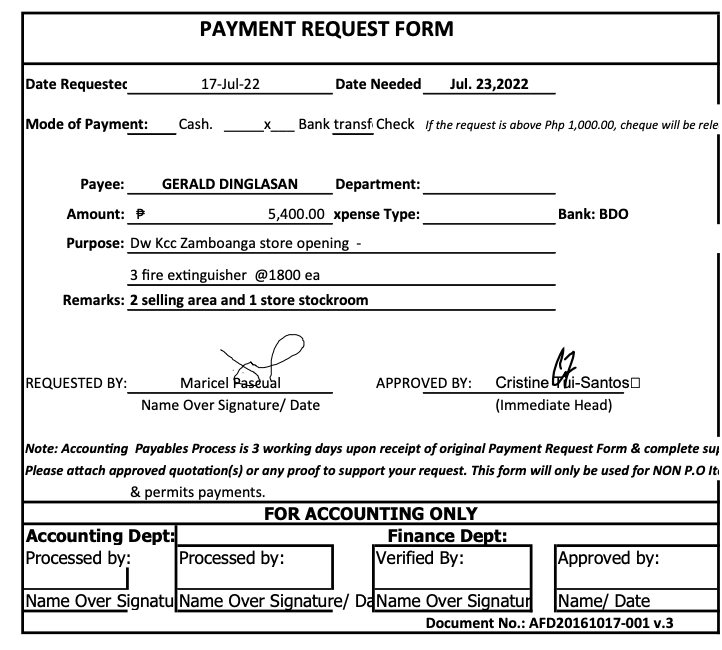 PAYMENT REQUEST FORM
Date Requested 17-Jul-22 Date Needed Jul. 23,2022
Mode of Payment: ____ Cash. _____x___ Bank transf Check If the request is above Php 1,000.00, cheque will be rele
Payee: GERALD DINGLASAN Department:
Amount: ₱ 5,400.00 xpense Type: Bank: BDO
Purpose: Dw Kcc Zamboanga store opening -
3 fire extinguisher @1800 ea
Remarks: 2 selling area and 1 store stockroom
REQUESTED BY: Maricel Pascual APPROVED BY: Cristine Tui-Santos□
Name Over Signature/ Date (Immediate Head)
Note: Accounting Payables Process is 3 working days upon receipt of original Payment Request Form & complete sup
Please attach approved quotation(s) or any proof to support your request. This form will only be used for NON P.O Ite
& permits payments.
FOR ACCOUNTING ONLY
Accounting Dept: Finance Dept:
Processed by: Processed by: Verified By: Approved by:
Name Over Signatu Name Over Signature/ Da Name Over Signatur Name/ Date
Document No.: AFD20161017-001 v.3